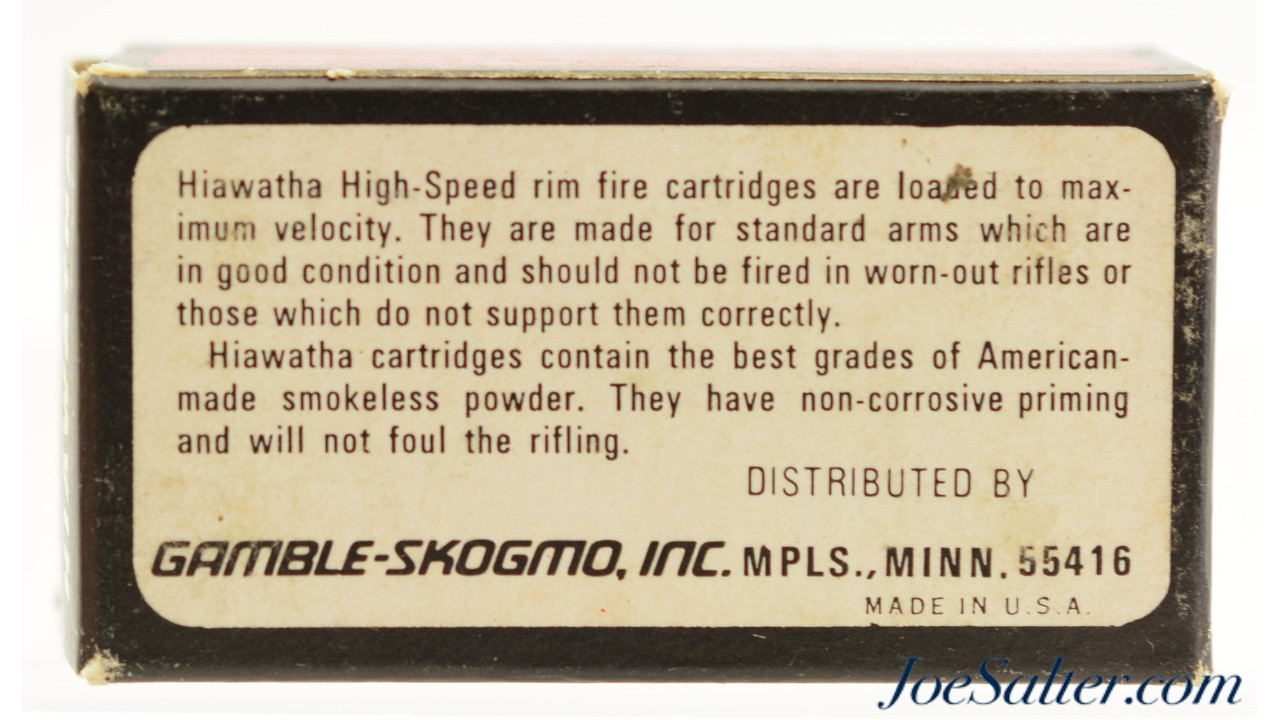 Hiawatha High-Speed rim fire cartridges are loaded to max-
imum velocity. They are made for standard arms which are
in good condition and should not be fired in worn-out rifles or
those which do not support them correctly.
Hiawatha cartridges contain the best grades of American-
made smokeless powder. They have non-corrosive priming
and will not foul the rifling.
DISTRIBUTED BY
GAMBLE-SKOGMO, INC. MPLS., MINN. 55416
MADE IN U.S.A.
JoeSalter.com